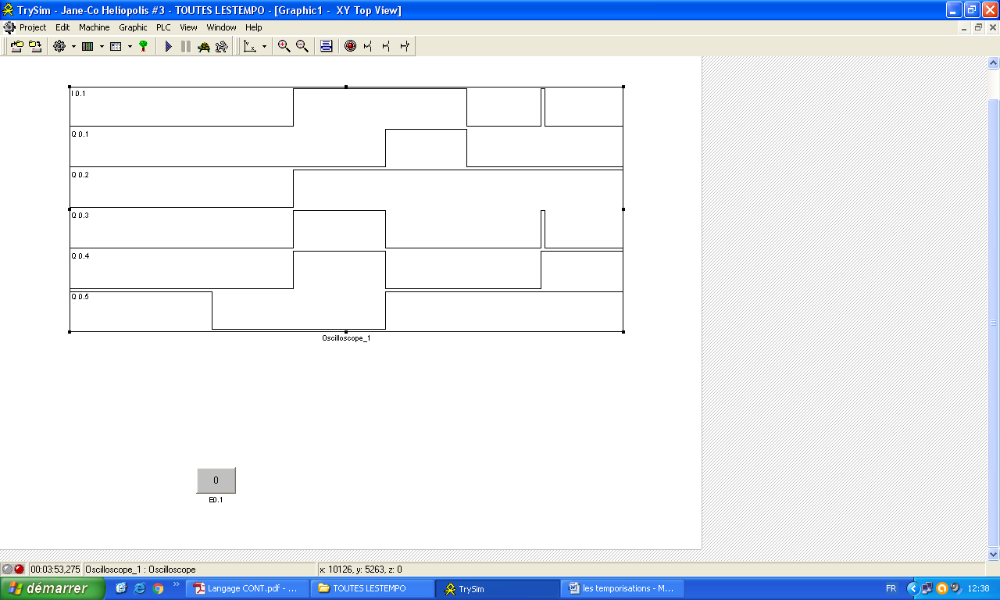 TrySim - Jane-Co Heliopolis #3 - TOUTES LESTEMPO - [Graphic1 - XY Top View]
Project Edit Machine Graphic PLC View Window Help
I 0.1
Q 0.1
Q 0.2
Q 0.3
Q 0.4
Q 0.5
Oscilloscope_1
0
E0.1
00:03:53,275 Oscilloscope_1 : Oscilloscope x: 10126, y: 5263, z: 0
démarrer Langage CONT.pdf - ... TOUTES LESTEMPO TrySim les temporisations - M... FR 12:38